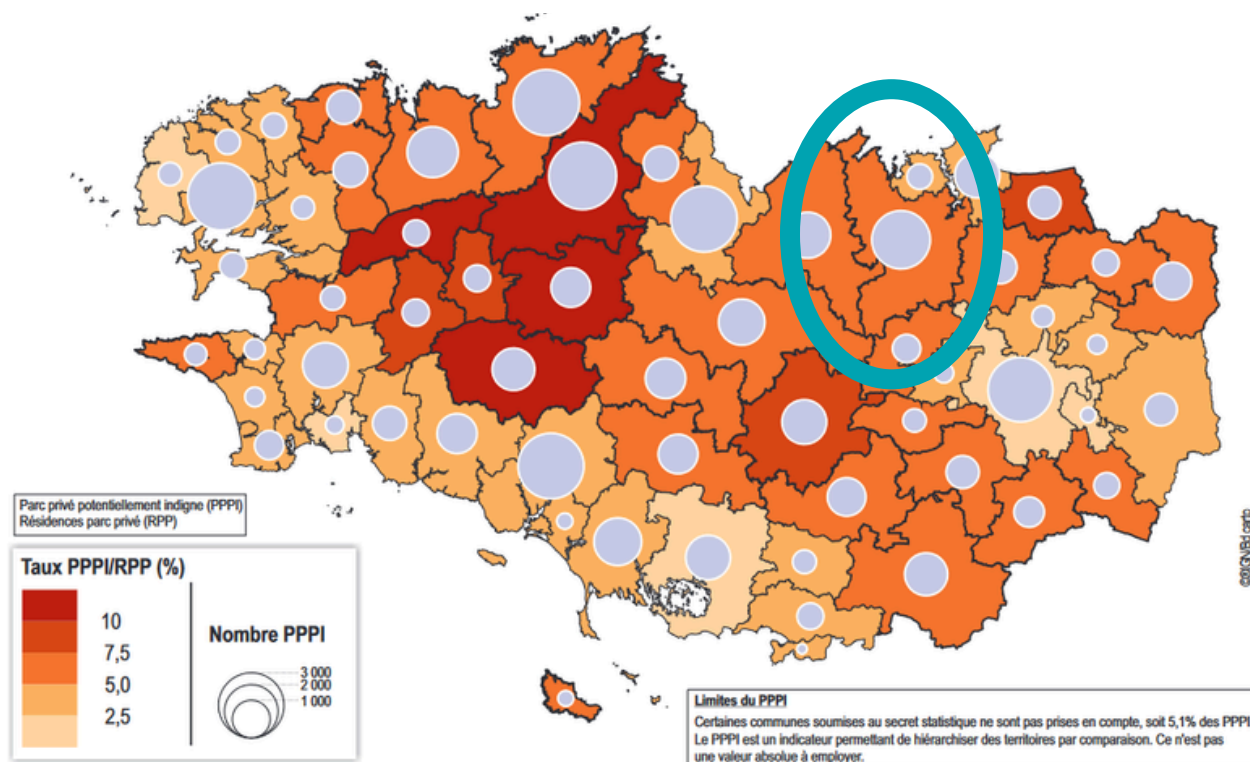 Parc privé potentiellement indigne (PPPI)
Résidences parc privé (RPP)
Taux PPPI/RPP (%)
10
7,5
5,0
2,5
Nombre PPPI
3 000
2 000
1 000
Limites du PPPI
Certaines communes soumises au secret statistique ne sont pas prises en compte, soit 5,1% des PPPI
Le PPPI est un indicateur permettant de hiérarchiser des territoires par comparaison. Ce n'est pas
une valeur absolue à employer.